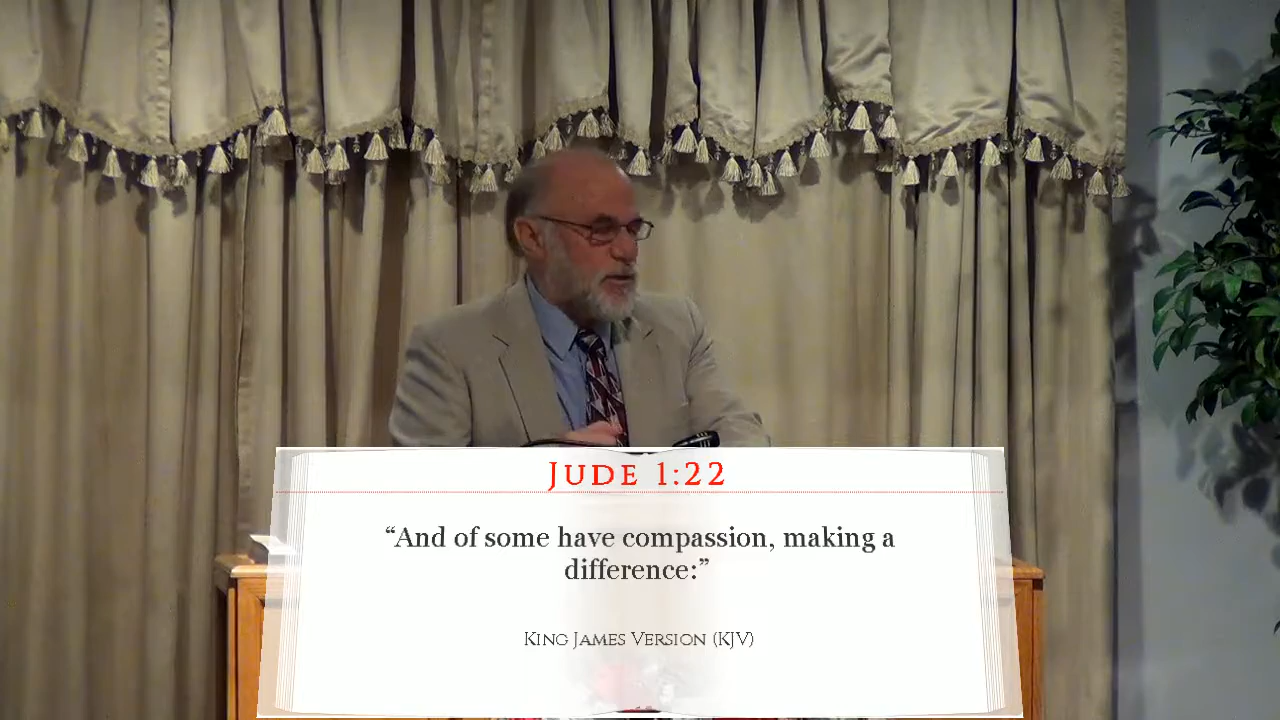 Jude 1:22
“And of some have compassion, making a
difference:”
King James Version (KJV)